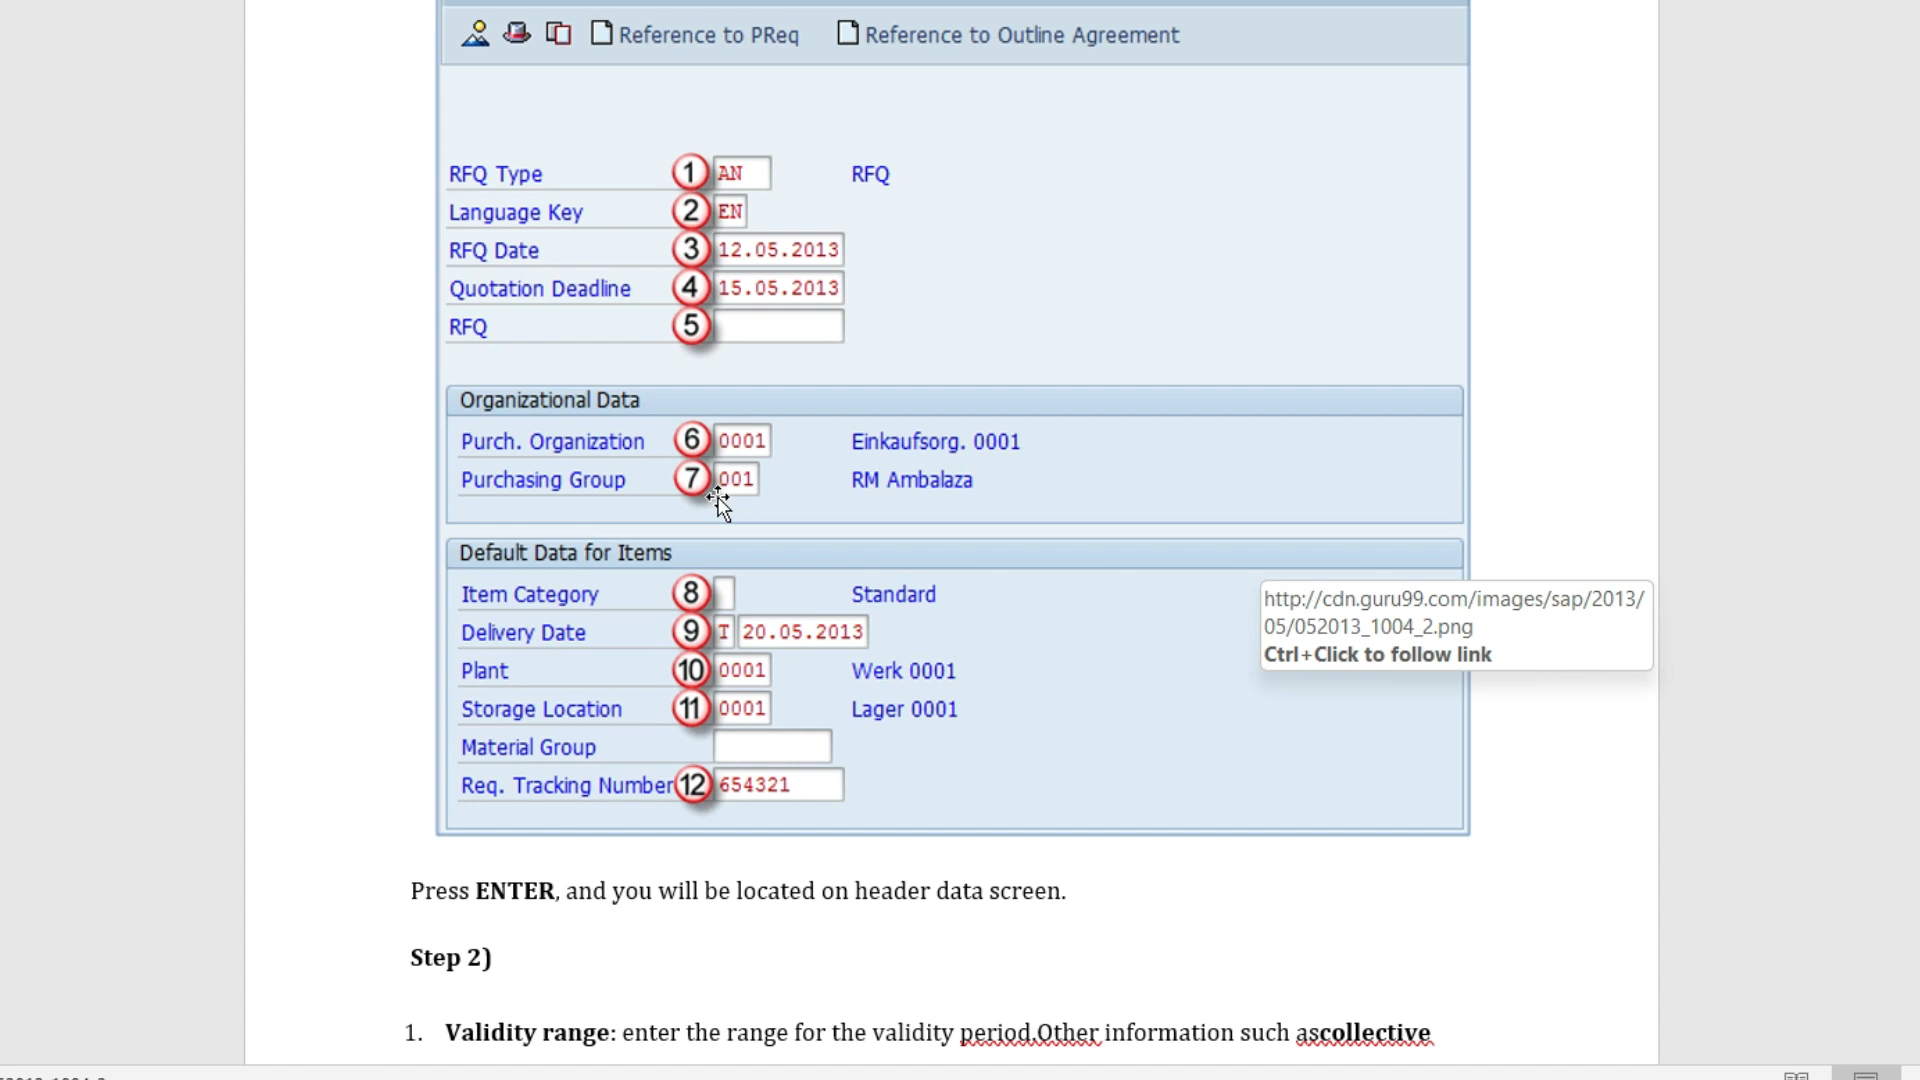 Reference to PReq Reference to Outline Agreement
RFQ Type 1 AN RFQ
Language Key 2 EN
RFQ Date 3 12.05.2013
Quotation Deadline 4 15.05.2013
RFQ 5
Organizational Data
Purch. Organization 6 0001 Einkaufsorg. 0001
Purchasing Group 7 001 RM Ambalaza
Default Data for Items
Item Category 8 Standard
Delivery Date 9 T 20.05.2013
Plant 10 0001 Werk 0001
Storage Location 11 0001 Lager 0001
Material Group
Req. Tracking Number 12 654321
http://cdn.guru99.com/images/sap/2013/
05/052013_1004_2.png
Ctrl+Click to follow link
Press ENTER, and you will be located on header data screen.
Step 2)
1. Validity range: enter the range for the validity period.Other information such ascollective